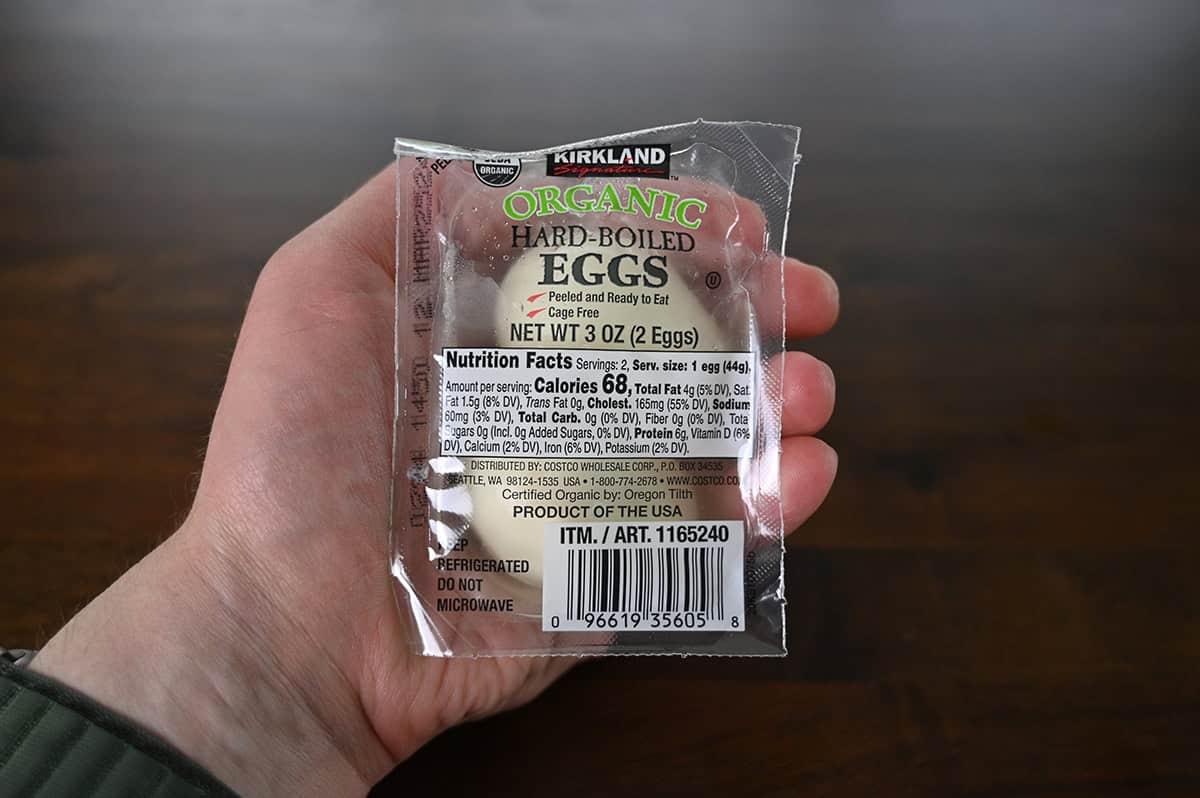 USDA
ORGANIC
KIRKLAND
Signature
TM
ORGANIC
HARD-BOILED
EGGS
U
Peeled and Ready to Eat
Cage Free
NET WT 3 OZ (2 Eggs)
Nutrition Facts Servings: 2, Serv. size: 1 egg (44g),
Amount per serving: Calories 68, Total Fat 4g (5% DV), Sat.
Fat 1.5g (8% DV), Trans Fat 0g, Cholest. 165mg (55% DV), Sodium
60mg (3% DV), Total Carb. 0g (0% DV), Fiber 0g (0% DV), Total
Sugars 0g (Incl. 0g Added Sugars, 0% DV), Protein 6g, Vitamin D (6%
DV), Calcium (2% DV), Iron (6% DV), Potassium (2% DV).
DISTRIBUTED BY: COSTCO WHOLESALE CORP., P.O. BOX 34535
SEATTLE, WA 98124-1535 USA • 1-800-774-2678 • WWW.COSTCO.CO
Certified Organic by: Oregon Tilth
PRODUCT OF THE USA
ITM. / ART. 1165240
KEEP
REFRIGERATED
DO NOT
MICROWAVE
0 96619 35605 8